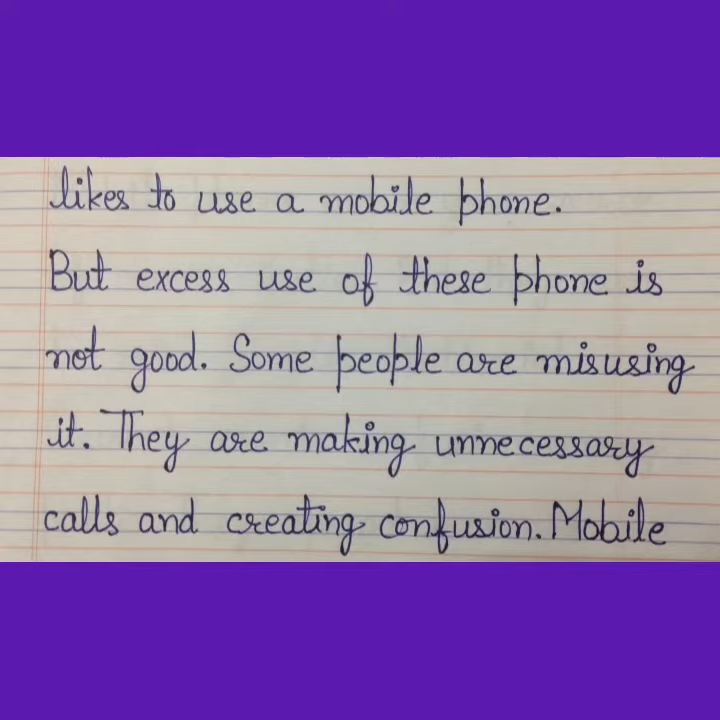 likes to use a mobile phone.
But excess use of these phone is
not good. Some people are misusing
it. They are making unnecessary
calls and creating confusion. Mobile